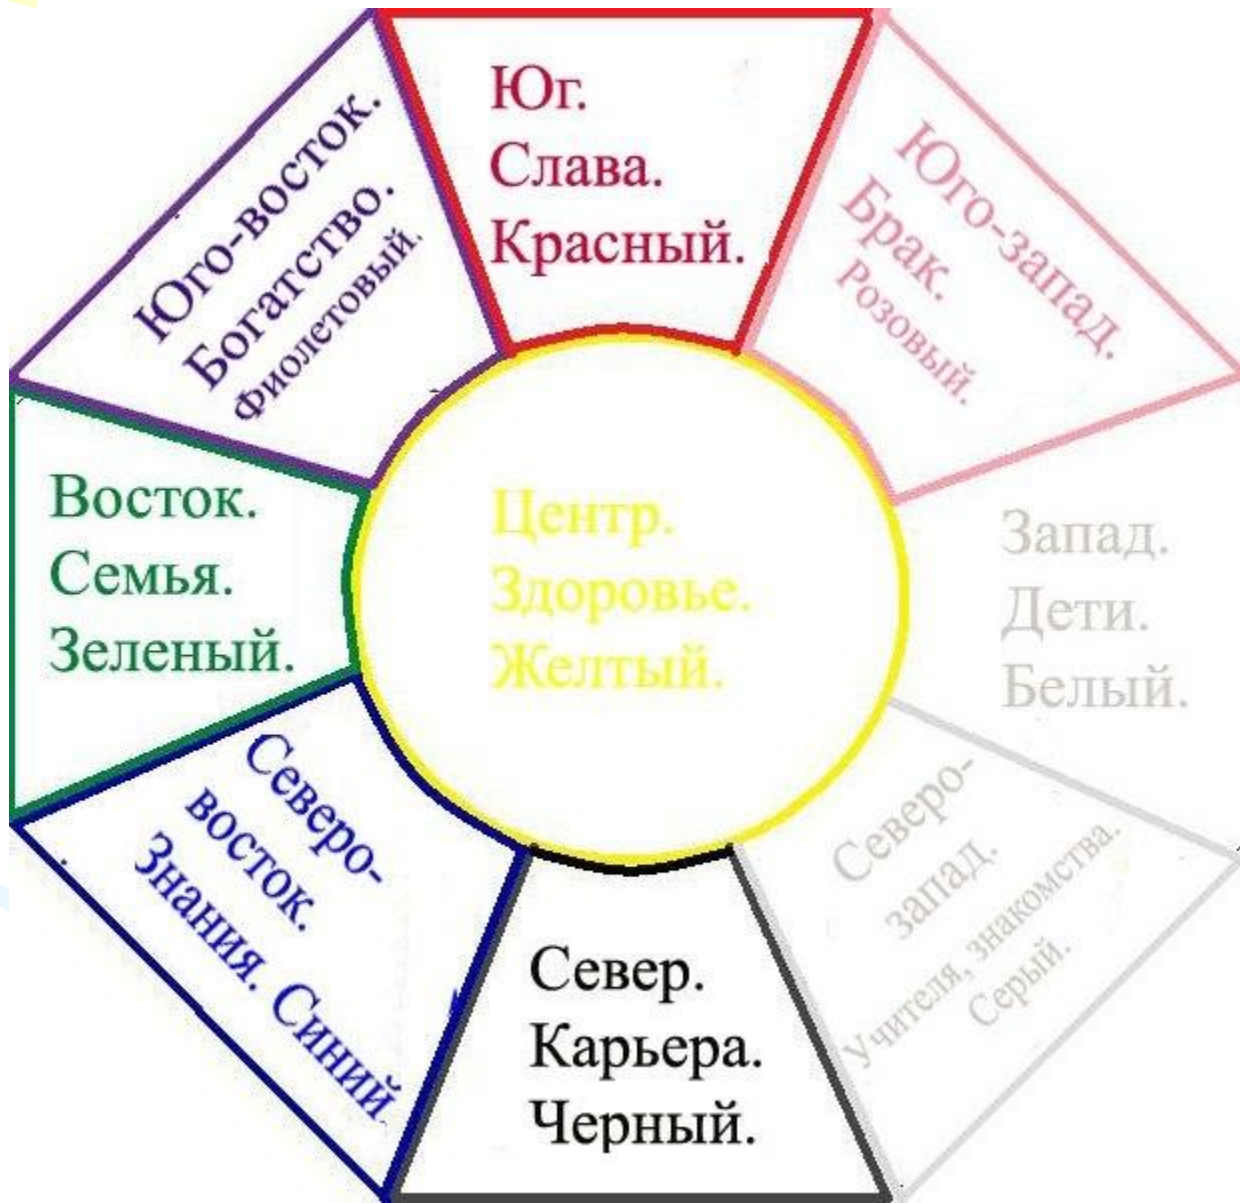 Юг.
Слава.
Красный.
Юго-восток.
Богатство.
Фиолетовый.
Юго-запад.
Брак.
Розовый.
Восток.
Семья.
Зеленый.
Центр.
Здоровье.
Желтый.
Запад.
Дети.
Белый.
Северо-
восток.
Знания. Синий
Север.
Карьера.
Черный.
Северо-
запад.
Учителя, знакомства.
Серый.